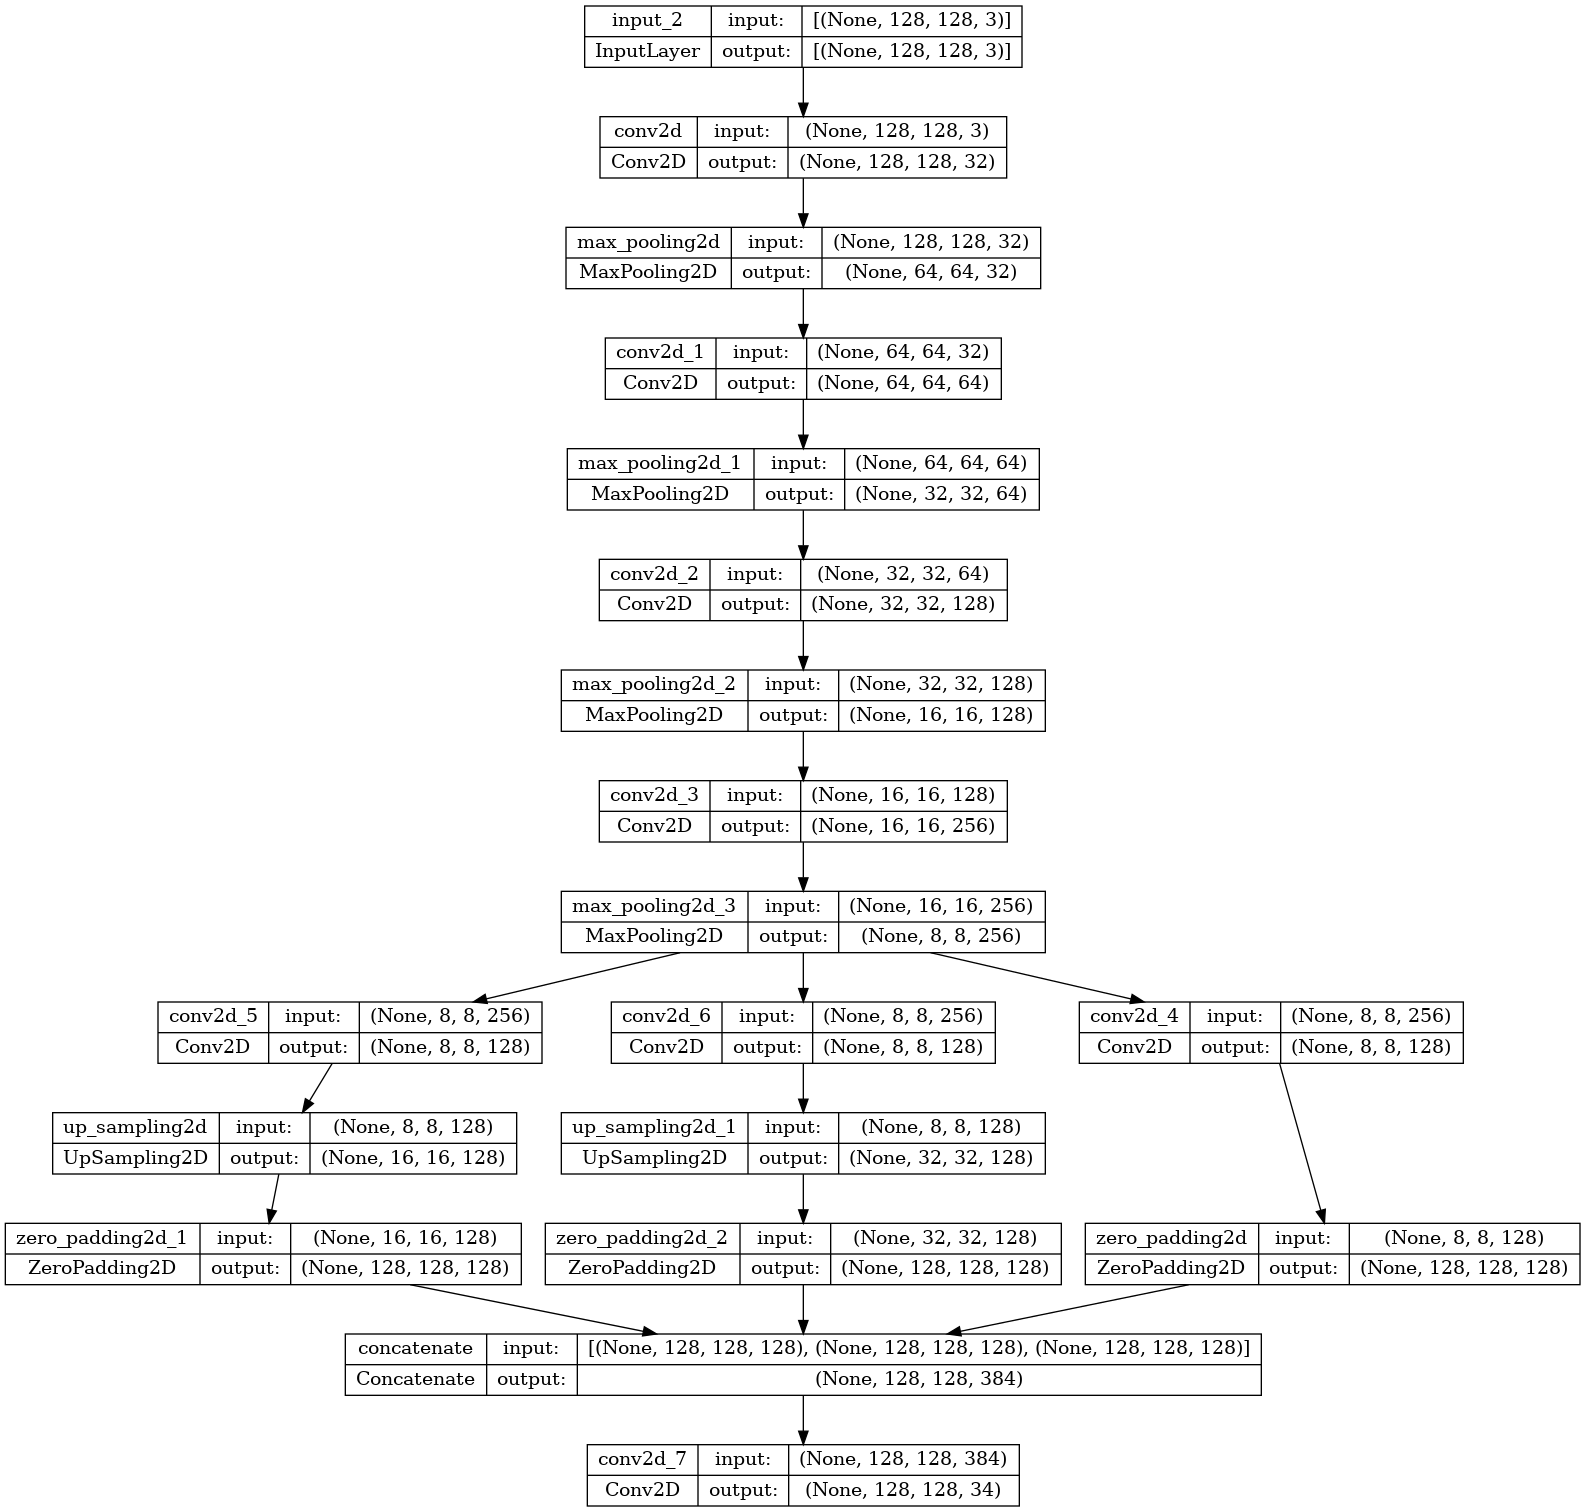 input_2 input: [(None, 128, 128, 3)]
InputLayer output: [(None, 128, 128, 3)]
conv2d input: (None, 128, 128, 3)
Conv2D output: (None, 128, 128, 32)
max_pooling2d input: (None, 128, 128, 32)
MaxPooling2D output: (None, 64, 64, 32)
conv2d_1 input: (None, 64, 64, 32)
Conv2D output: (None, 64, 64, 64)
max_pooling2d_1 input: (None, 64, 64, 64)
MaxPooling2D output: (None, 32, 32, 64)
conv2d_2 input: (None, 32, 32, 64)
Conv2D output: (None, 32, 32, 128)
max_pooling2d_2 input: (None, 32, 32, 128)
MaxPooling2D output: (None, 16, 16, 128)
conv2d_3 input: (None, 16, 16, 128)
Conv2D output: (None, 16, 16, 256)
max_pooling2d_3 input: (None, 16, 16, 256)
MaxPooling2D output: (None, 8, 8, 256)
conv2d_5 input: (None, 8, 8, 256)
Conv2D output: (None, 8, 8, 128)
conv2d_6 input: (None, 8, 8, 256)
Conv2D output: (None, 8, 8, 128)
conv2d_4 input: (None, 8, 8, 256)
Conv2D output: (None, 8, 8, 128)
up_sampling2d input: (None, 8, 8, 128)
UpSampling2D output: (None, 16, 16, 128)
up_sampling2d_1 input: (None, 8, 8, 128)
UpSampling2D output: (None, 32, 32, 128)
zero_padding2d_1 input: (None, 16, 16, 128)
ZeroPadding2D output: (None, 128, 128, 128)
zero_padding2d_2 input: (None, 32, 32, 128)
ZeroPadding2D output: (None, 128, 128, 128)
zero_padding2d input: (None, 8, 8, 128)
ZeroPadding2D output: (None, 128, 128, 128)
concatenate input: [(None, 128, 128, 128), (None, 128, 128, 128), (None, 128, 128, 128)]
Concatenate output: (None, 128, 128, 384)
conv2d_7 input: (None, 128, 128, 384)
Conv2D output: (None, 128, 128, 34)